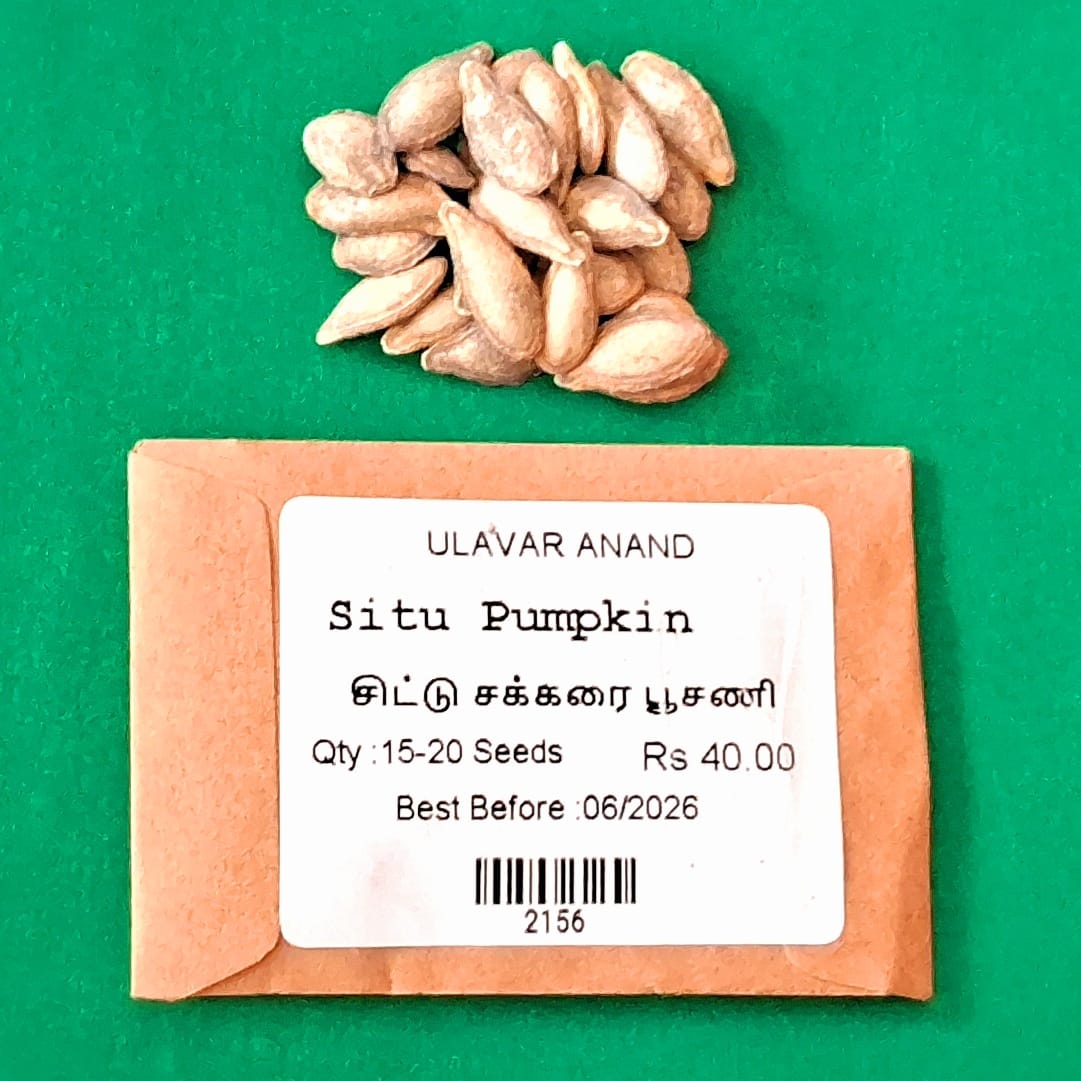 ULAVAR ANAND
Situ Pumpkin
சிட்டு சக்கரை பூசணி
Qty :15-20 Seeds Rs 40.00
Best Before :06/2026
2156